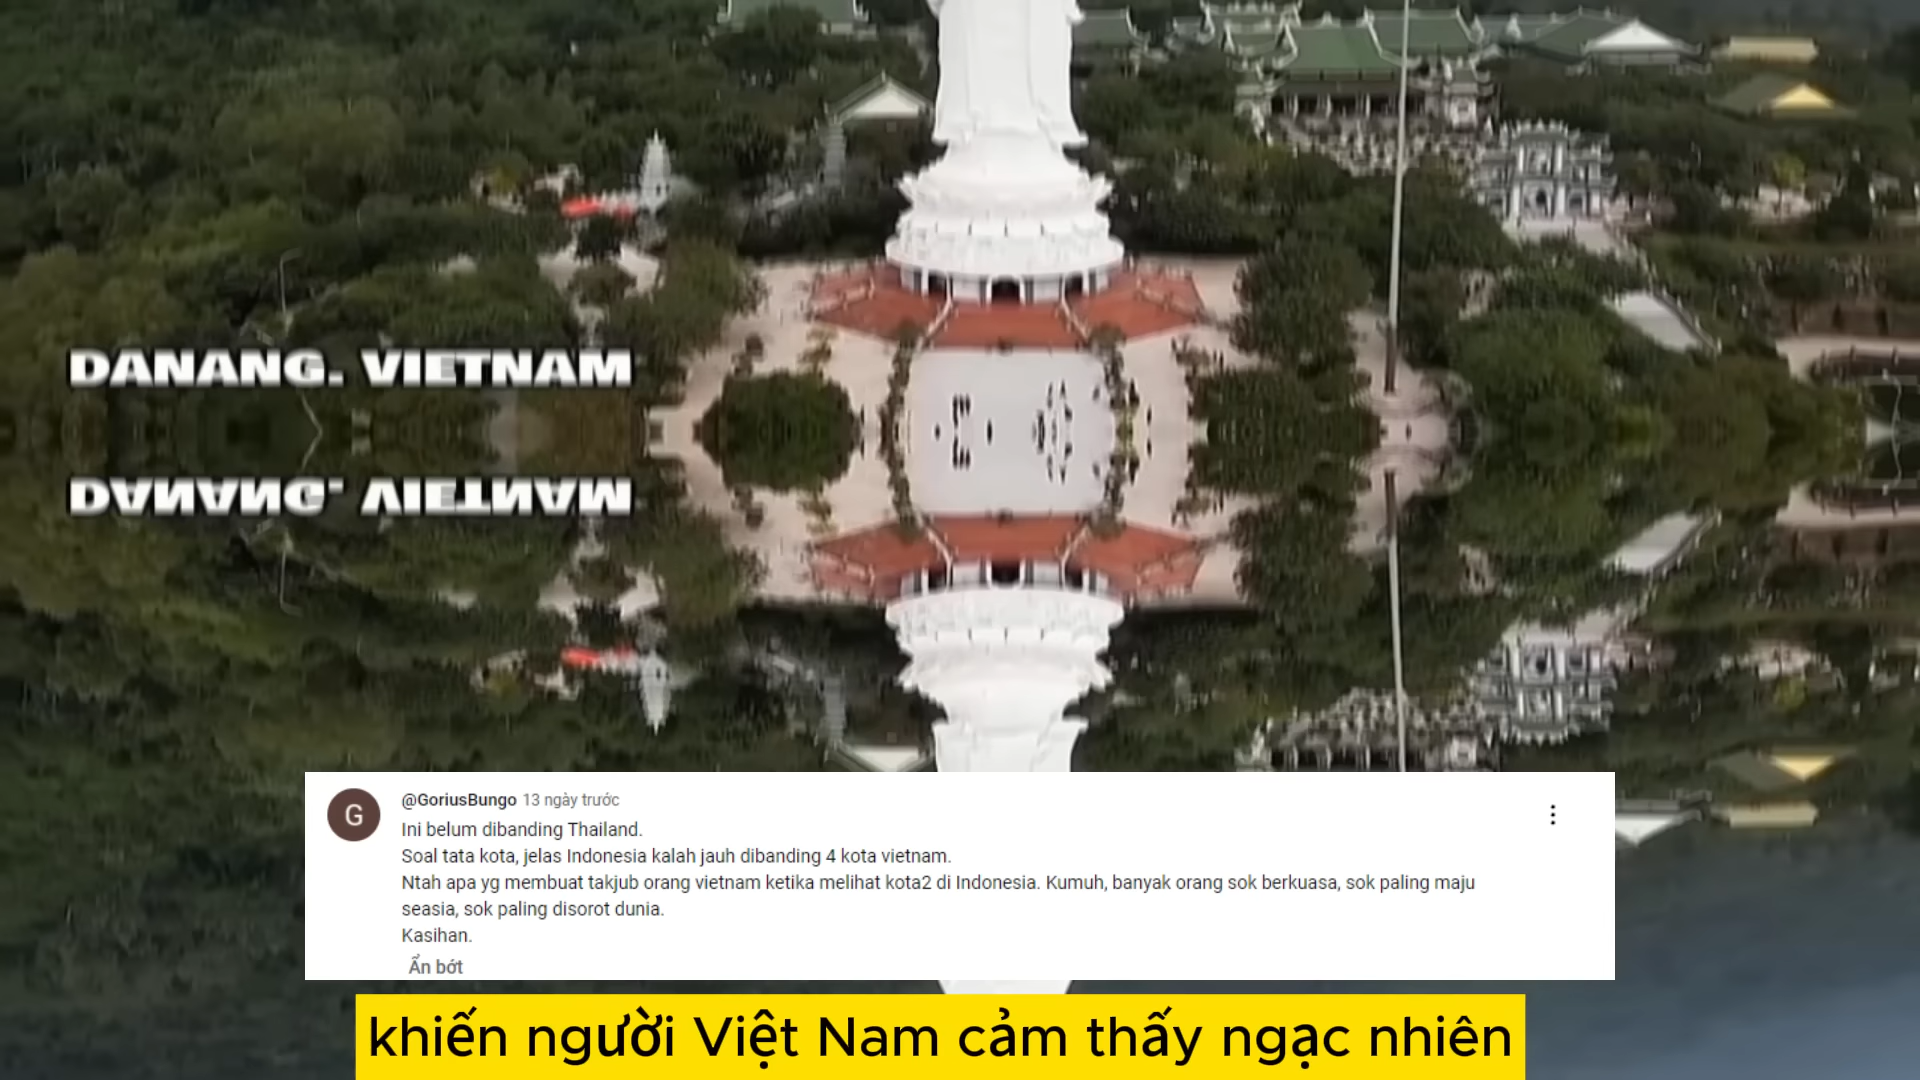 DANANG. VIETNAM
DANANG. VIETNAM
G
@GoriusBungo 13 ngày trước
Ini belum dibanding Thailand.
Soal tata kota, jelas Indonesia kalah jauh dibanding 4 kota vietnam.
Ntah apa yg membuat takjub orang vietnam ketika melihat kota2 di Indonesia. Kumuh, banyak orang sok berkuasa, sok paling maju
seasia, sok paling disorot dunia.
Kasihan.
Ẩn bớt
khiến người Việt Nam cảm thấy ngạc nhiên